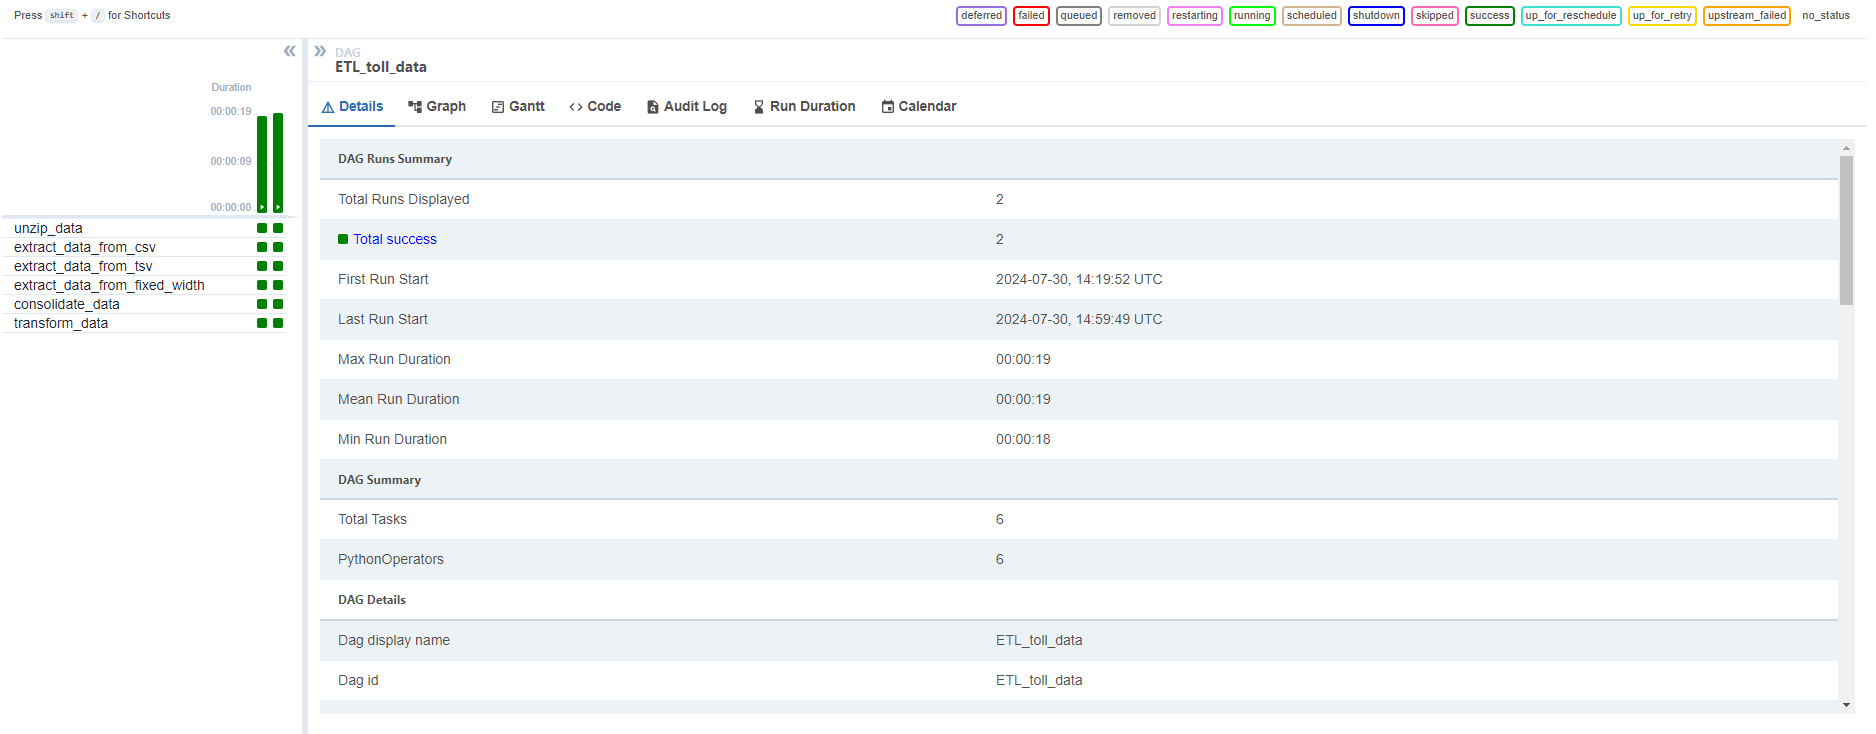 Press shift + / for Shortcuts
deferred failed queued removed restarting running scheduled shutdown skipped success up_for_reschedule up_for_retry upstream_failed no_status
DAG
ETL_toll_data
Duration
00:00:19
00:00:09
00:00:00
unzip_data
extract_data_from_csv
extract_data_from_tsv
extract_data_from_fixed_width
consolidate_data
transform_data
Details Graph Gantt Code Audit Log Run Duration Calendar
DAG Runs Summary
Total Runs Displayed 2
Total success 2
First Run Start 2024-07-30, 14:19:52 UTC
Last Run Start 2024-07-30, 14:59:49 UTC
Max Run Duration 00:00:19
Mean Run Duration 00:00:19
Min Run Duration 00:00:18
DAG Summary
Total Tasks 6
PythonOperators 6
DAG Details
Dag display name ETL_toll_data
Dag id ETL_toll_data